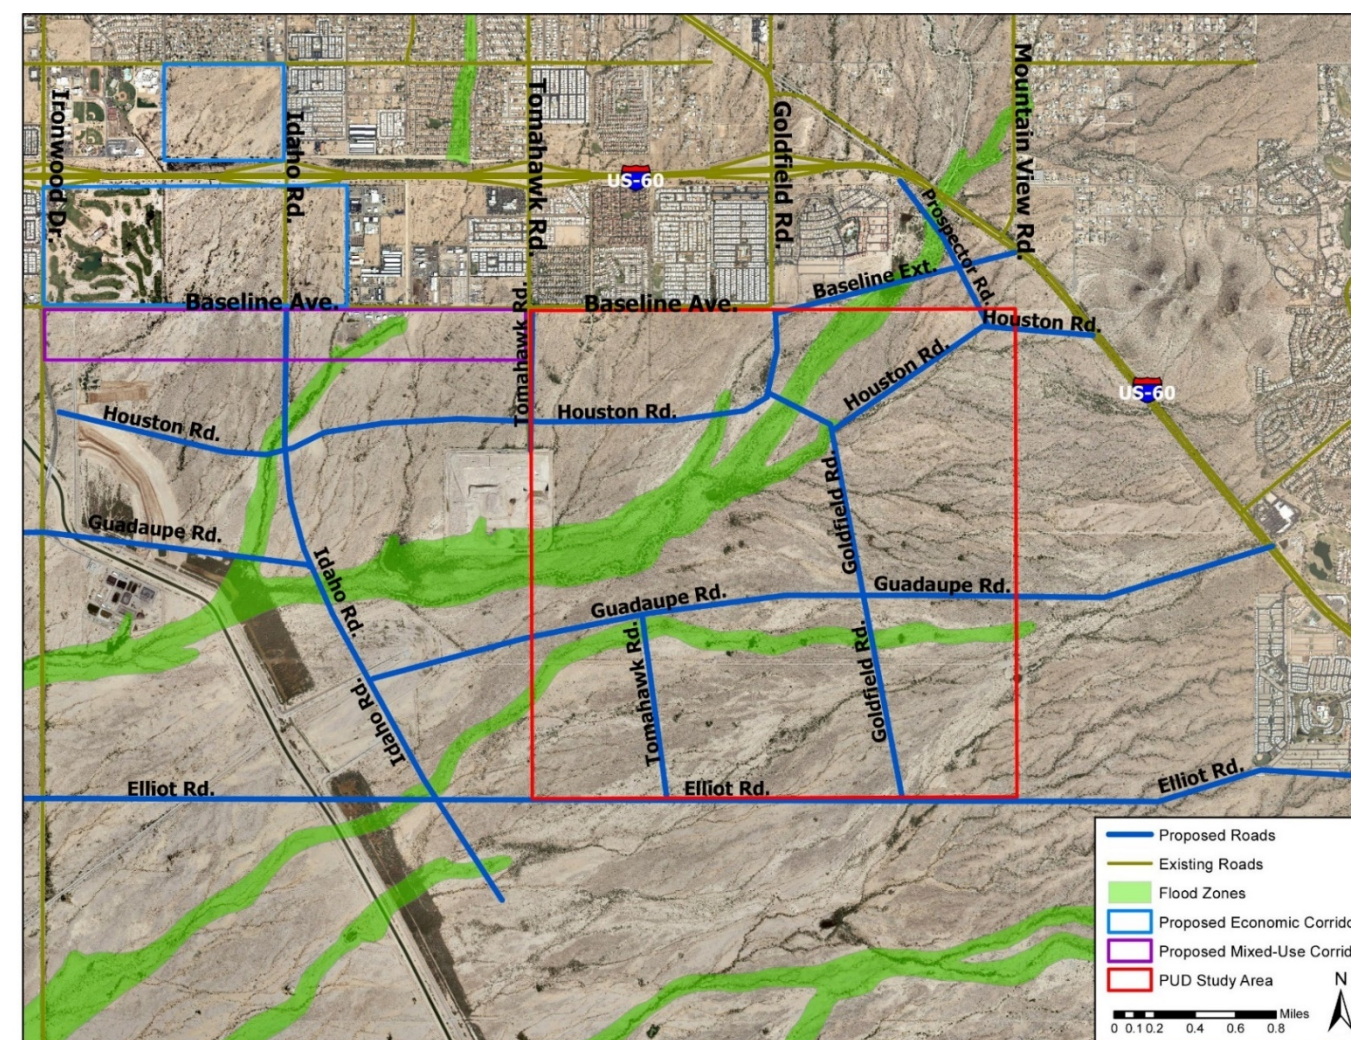 Ironwood Dr.
Idaho Rd.
Tomahawk Rd.
Goldfield Rd.
Mountain View Rd.
US-60
Prospector Rd.
Baseline Ext.
Baseline Ave.
Baseline Ave.
Tomahawk Rd.
Houston Rd.
Houston Rd.
US-60
Houston Rd.
Houston Rd.
Guadaupe Rd.
Goldfield Rd.
Idaho Rd.
Guadaupe Rd.
Guadaupe Rd.
Tomahawk Rd.
Goldfield Rd.
Idaho Rd.
Idaho Rd.
Elliot Rd.
Elliot Rd.
Elliot Rd.
Proposed Roads
Existing Roads
Flood Zones
Proposed Economic Corrido
Proposed Mixed-Use Corrid
PUD Study Area
N
Miles
0 0.1 0.2 0.4 0.6 0.8